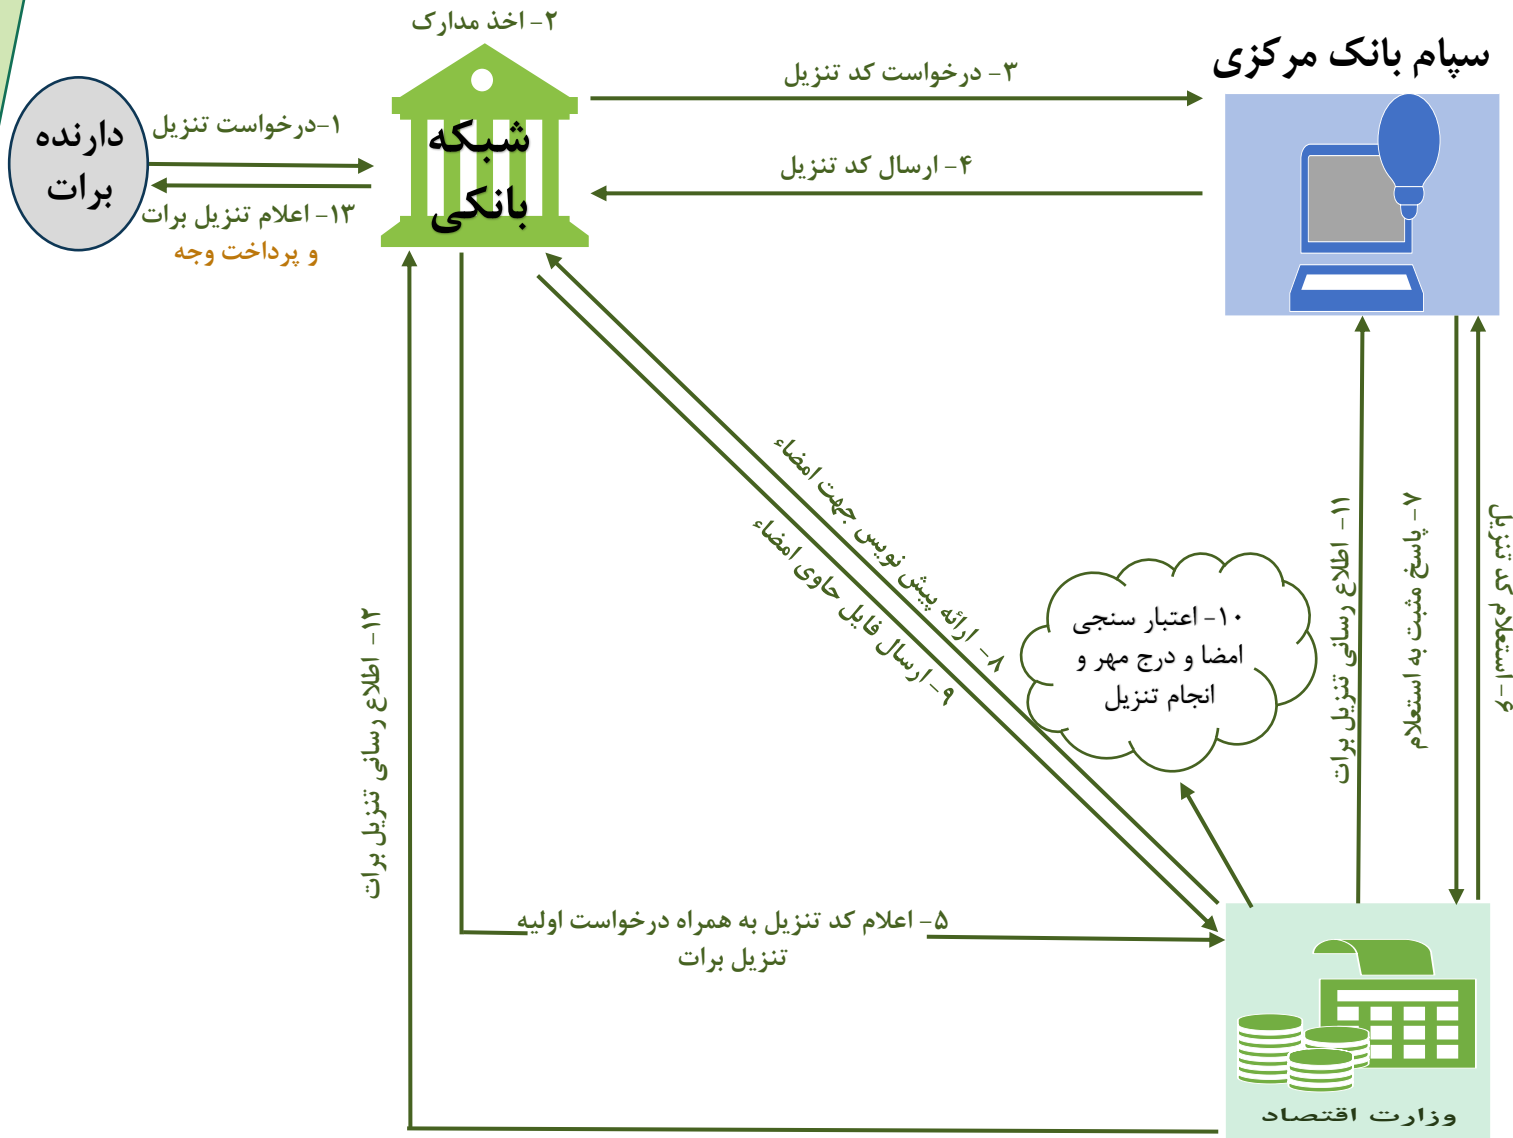 ۲- اخذ مدارک
سپام بانک مرکزی
۳- درخواست کد تنزیل
دارنده
برات
۱-درخواست تنزیل
شبکه
بانکی
۴- ارسال کد تنزیل
۱۳- اعلام تنزیل برات
و پرداخت وجه
۸- ارائه پیش نویس جهت امضاء
۹- ارسال فایل حاوی امضاء
۱۰- اعتبار سنجی
امضا و درج مهر و
انجام تنزیل
۱۱- اطلاع رسانی تنزیل برات
۷- پاسخ مثبت به استعلام
۶-استعلام کد تنزیل
۱۲- اطلاع رسانی تنزیل برات
۵- اعلام کد تنزیل به همراه درخواست اولیه
تنزیل برات
وزارت اقتصاد